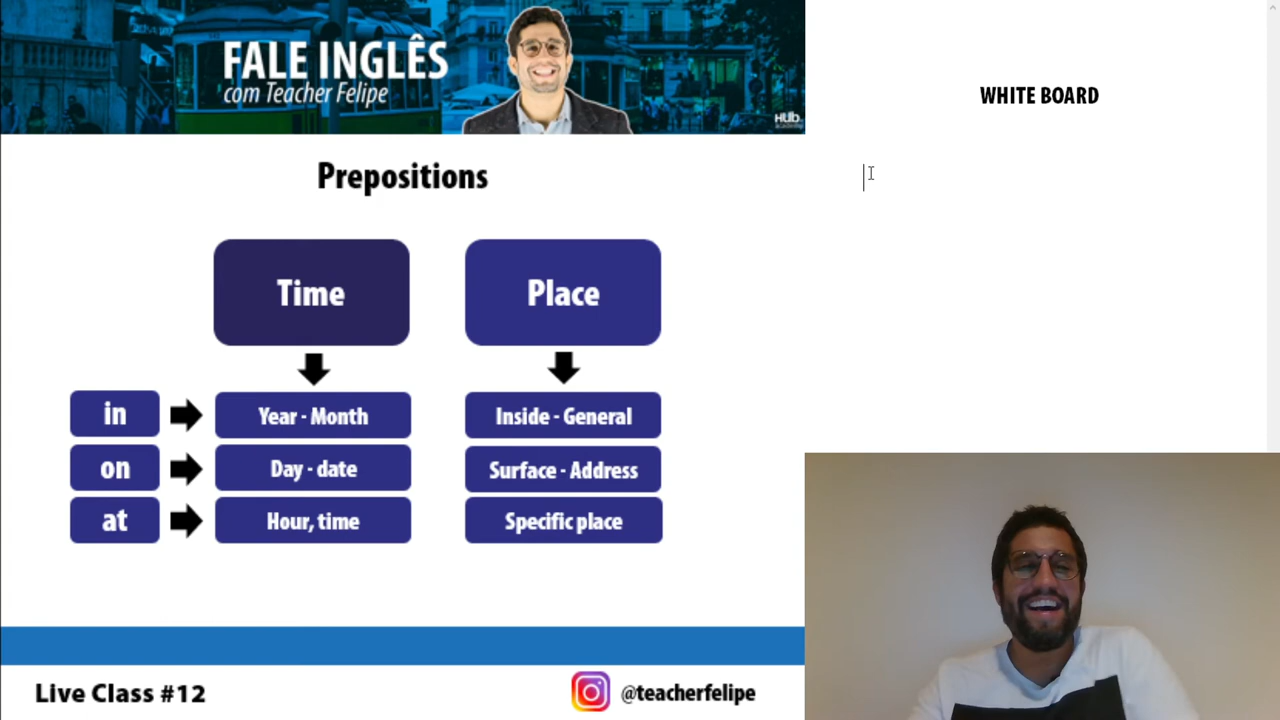 FALE INGLÊS
com Teacher Felipe
HUb
academy
WHITE BOARD
Prepositions
Time
Place
in
Year - Month
Inside - General
on
Day - date
Surface - Address
at
Hour, time
Specific place
Live Class #12
@teacherfelipe